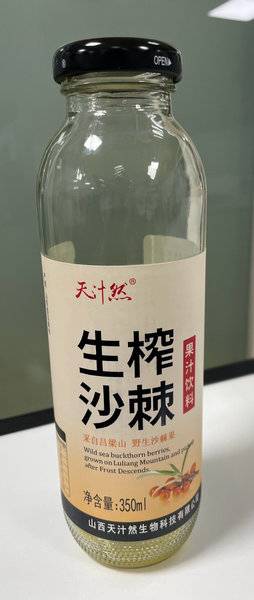 OPEN
天汁然®
生榨
沙棘
果汁饮料
来自吕梁山 野生沙棘果
Wild sea buckthorn berries,
grown on Luliang Mountain and
after Frost Descends.
净含量:350ml
山西天汁然生物科技有限公司